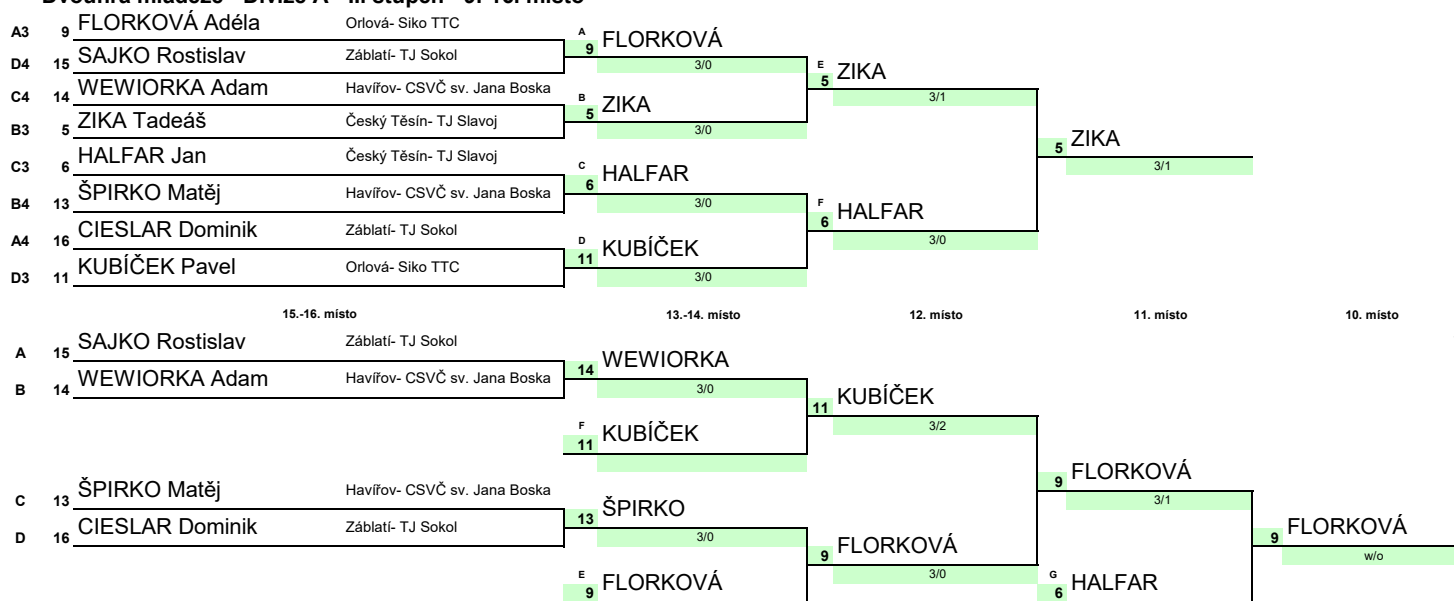 A3 9 FLORKOVÁ Adéla Orlová- Siko TTC
A 9 FLORKOVÁ
D4 15 SAJKO Rostislav Záblatí- TJ Sokol
3/0
E 5 ZIKA
C4 14 WEWIORKA Adam Havířov- CSVČ sv. Jana Boska
B 5 ZIKA
3/1
B3 5 ZIKA Tadeáš Český Těsín- TJ Slavoj
3/0
5 ZIKA
C3 6 HALFAR Jan Český Těsín- TJ Slavoj
C 6 HALFAR
3/1
B4 13 ŠPIRKO Matěj Havířov- CSVČ sv. Jana Boska
3/0
F 6 HALFAR
A4 16 CIESLAR Dominik Záblatí- TJ Sokol
D 11 KUBÍČEK
3/0
D3 11 KUBÍČEK Pavel Orlová- Siko TTC
3/0
15.-16. místo 13.-14. místo 12. místo 11. místo 10. místo
A 15 SAJKO Rostislav Záblatí- TJ Sokol
14 WEWIORKA
B 14 WEWIORKA Adam Havířov- CSVČ sv. Jana Boska
3/0
11 KUBÍČEK
3/2
F 11 KUBÍČEK
9 FLORKOVÁ
C 13 ŠPIRKO Matěj Havířov- CSVČ sv. Jana Boska
3/1
13 ŠPIRKO
D 16 CIESLAR Dominik Záblatí- TJ Sokol
9 FLORKOVÁ
3/0
9 FLORKOVÁ
w/o
3/0
E 9 FLORKOVÁ
G 6 HALFAR